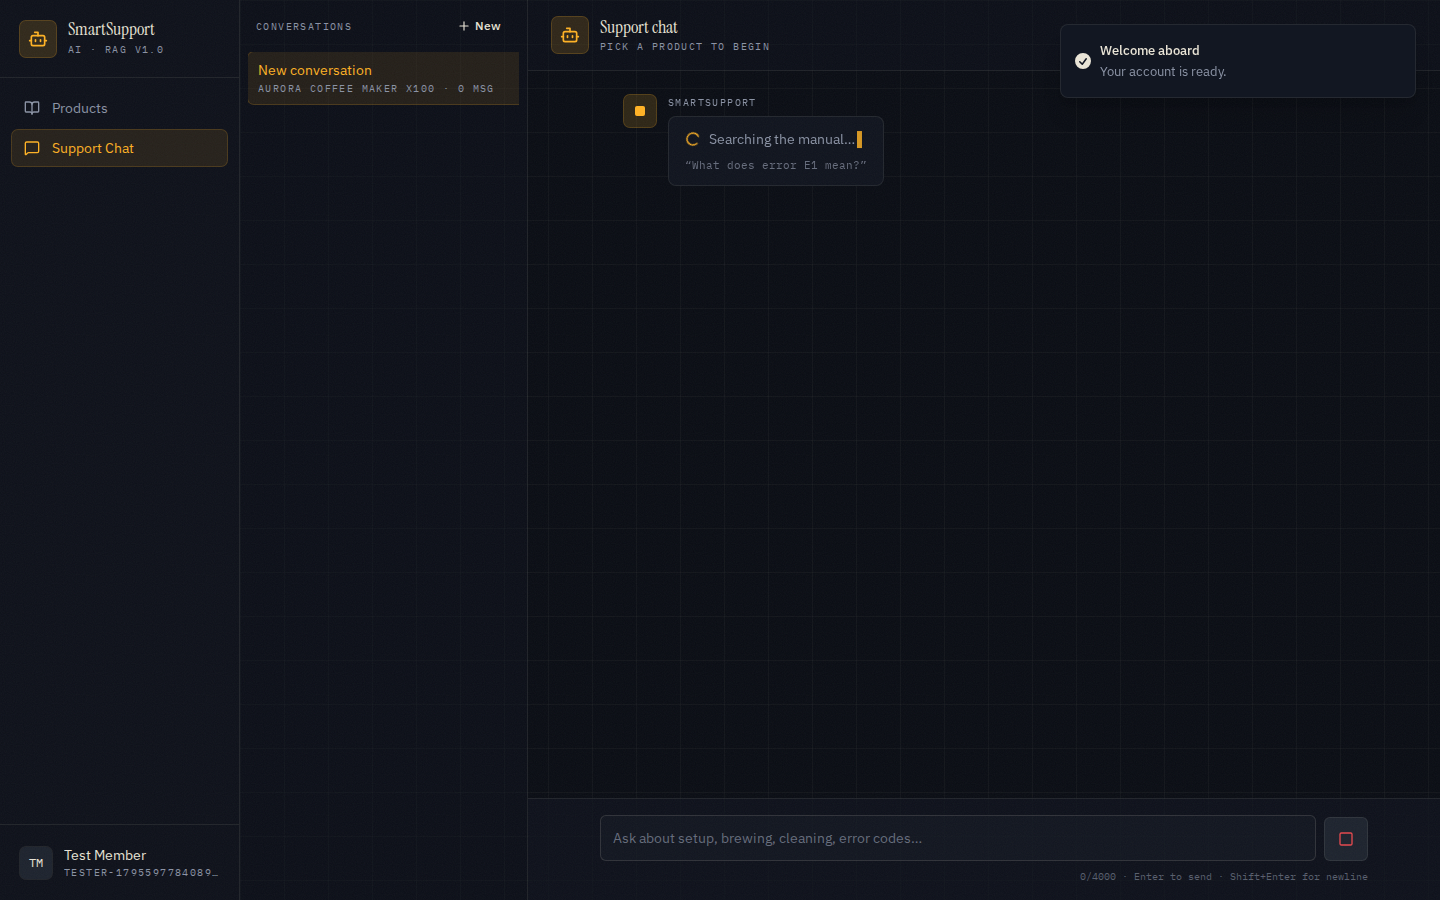 SmartSupport
AI · RAG V1.0
Products
Support Chat
CONVERSATIONS
New
New conversation
AURORA COFFEE MAKER X100 · 0 MSG
Support chat
PICK A PRODUCT TO BEGIN
Welcome aboard
Your account is ready.
SMARTSUPPORT
Searching the manual...
“What does error E1 mean?”
Ask about setup, brewing, cleaning, error codes...
0/4000 · Enter to send · Shift+Enter for newline
TM
Test Member
TESTER-1795597784089…